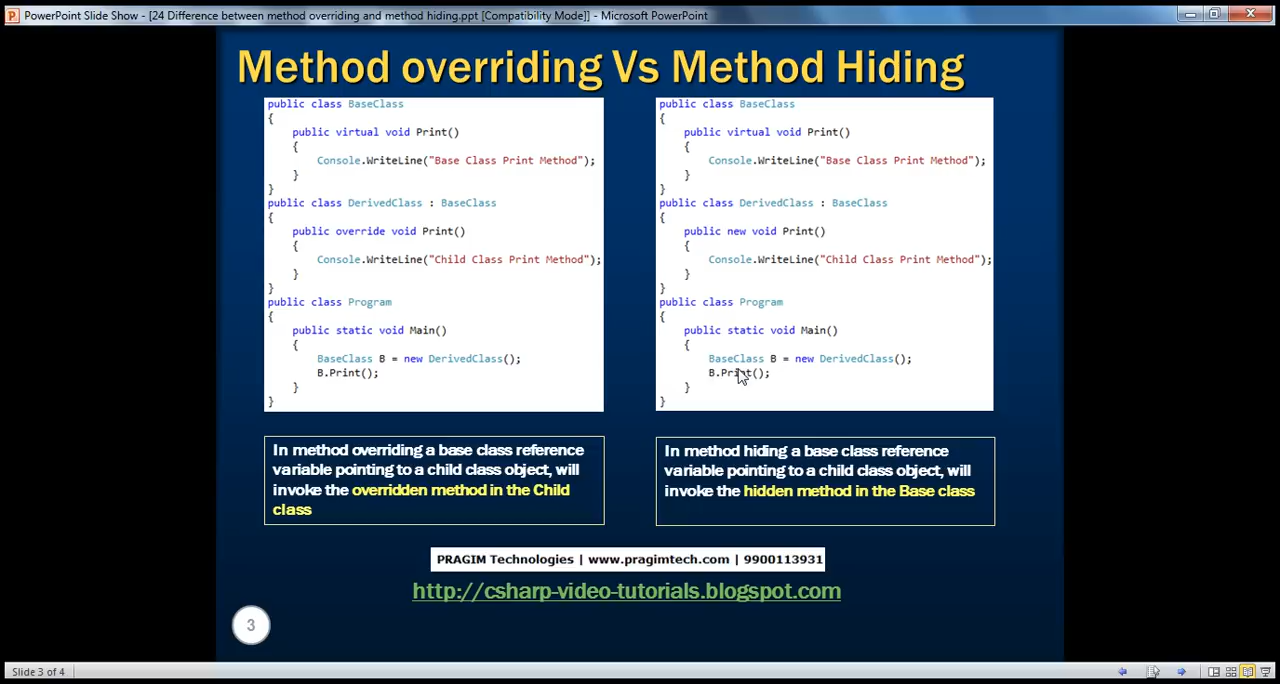 PowerPoint Slide Show - [24 Difference between method overriding and method hiding.ppt [Compatibility Mode]] - Microsoft PowerPoint
Method overriding Vs Method Hiding
public class BaseClass
{
public virtual void Print()
{
Console.WriteLine("Base Class Print Method");
}
}
public class DerivedClass : BaseClass
{
public override void Print()
{
Console.WriteLine("Child Class Print Method");
}
}
public class Program
{
public static void Main()
{
BaseClass B = new DerivedClass();
B.Print();
}
}
public class BaseClass
{
public virtual void Print()
{
Console.WriteLine("Base Class Print Method");
}
}
public class DerivedClass : BaseClass
{
public new void Print()
{
Console.WriteLine("Child Class Print Method");
}
}
public class Program
{
public static void Main()
{
BaseClass B = new DerivedClass();
B.Print();
}
}
In method overriding a base class reference
variable pointing to a child class object, will
invoke the overridden method in the Child
class
In method hiding a base class reference
variable pointing to a child class object, will
invoke the hidden method in the Base class
PRAGIM Technologies | www.pragimtech.com | 9900113931
http://csharp-video-tutorials.blogspot.com
3
Slide 3 of 4